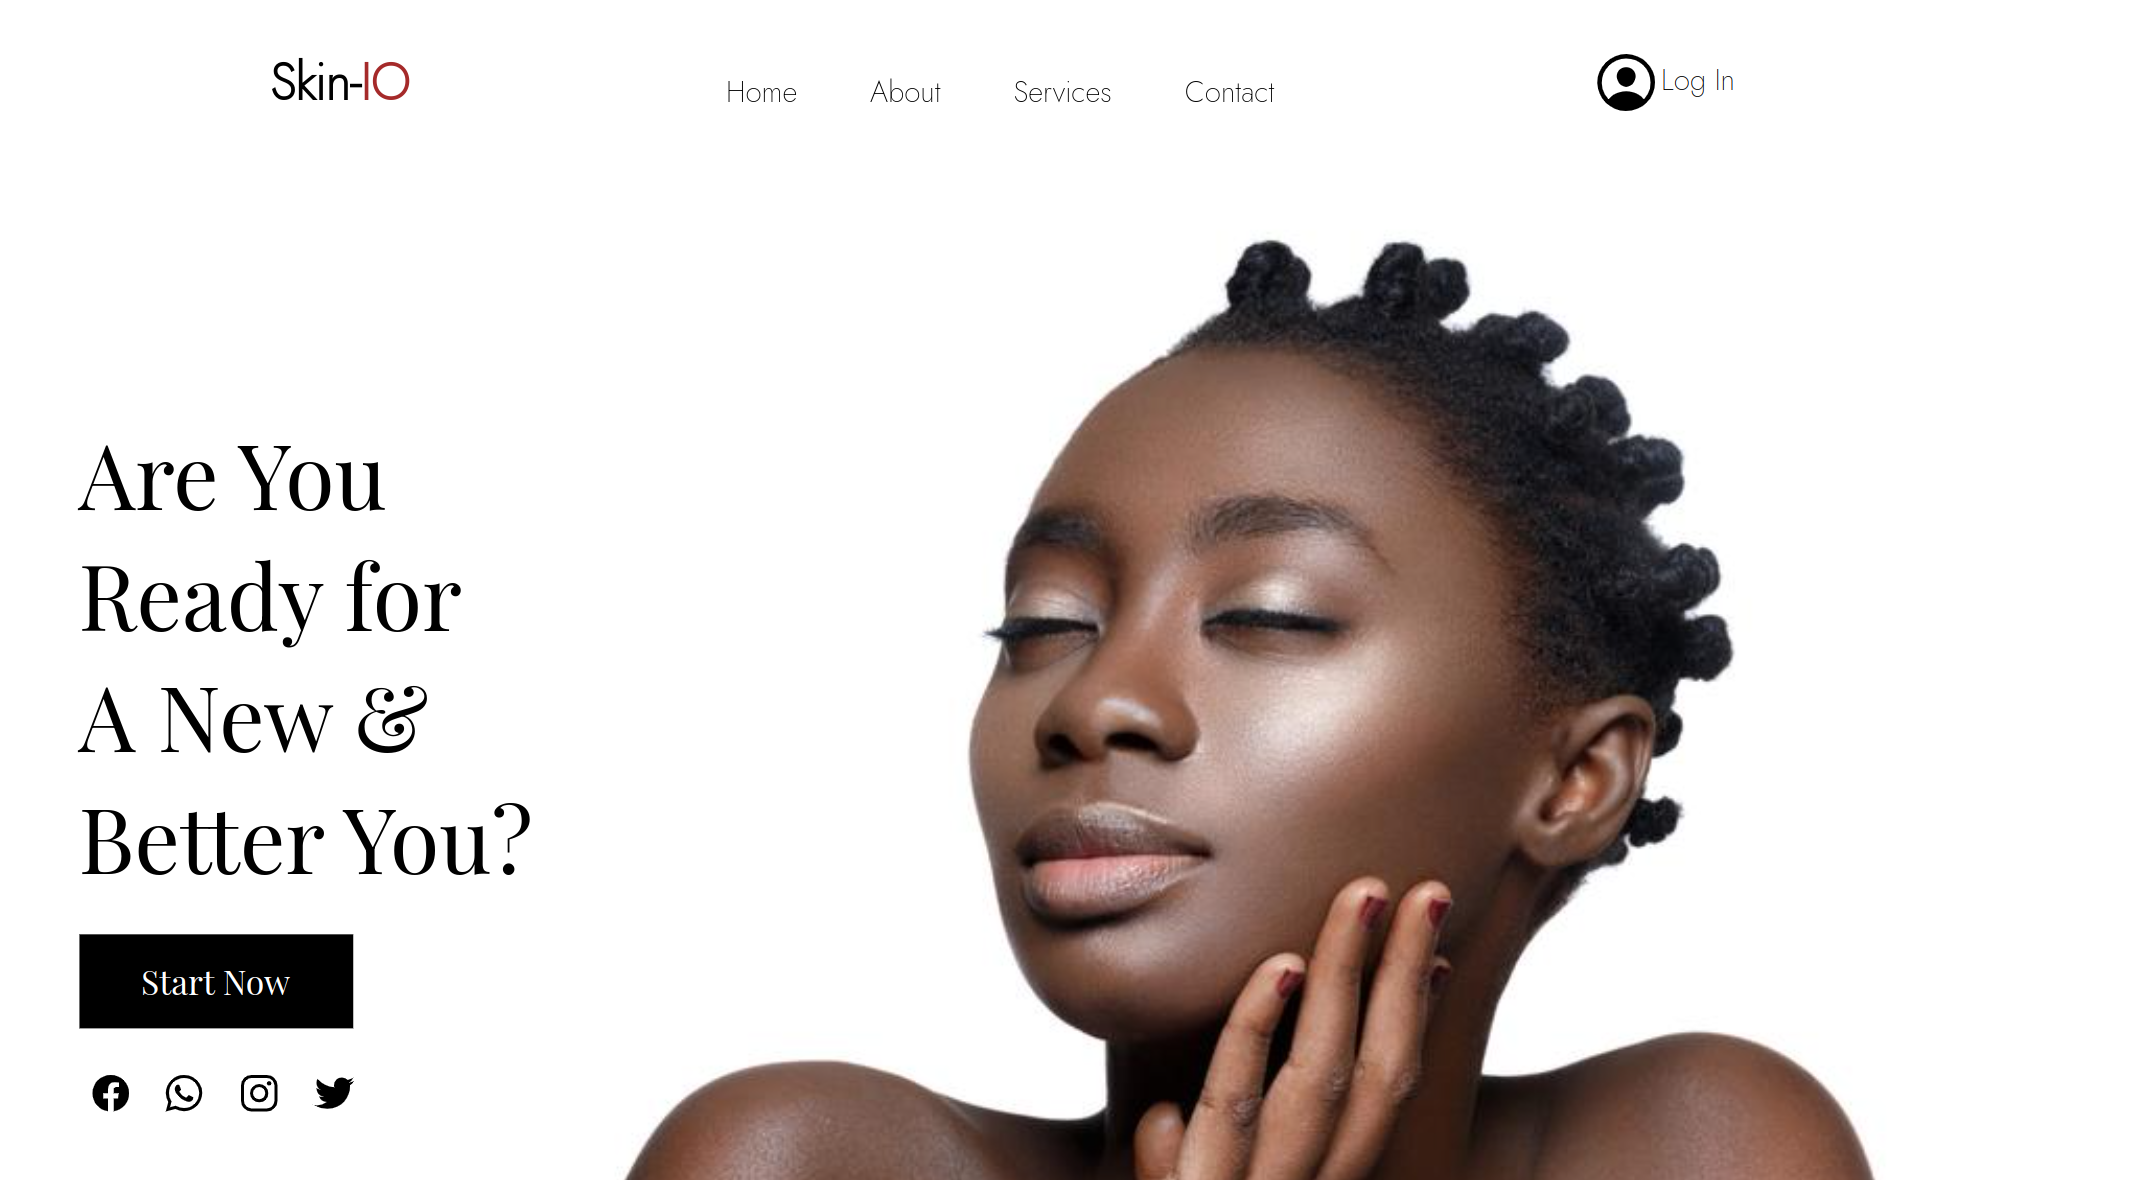 Skin-IO
Home About Services Contact
Log In
Are You
Ready for
A New &
Better You?
Start Now